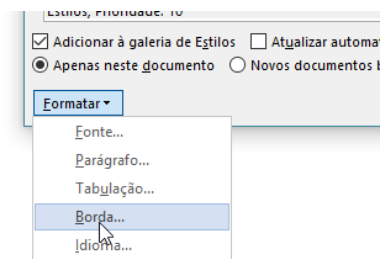 Estilos, Prioridade: 10
Adicionar à galeria de Estilos Atualizar automat
Apenas neste documento Novos documentos b
Formatar
Fonte...
Parágrafo...
Tabulação...
Borda...
Idioma...